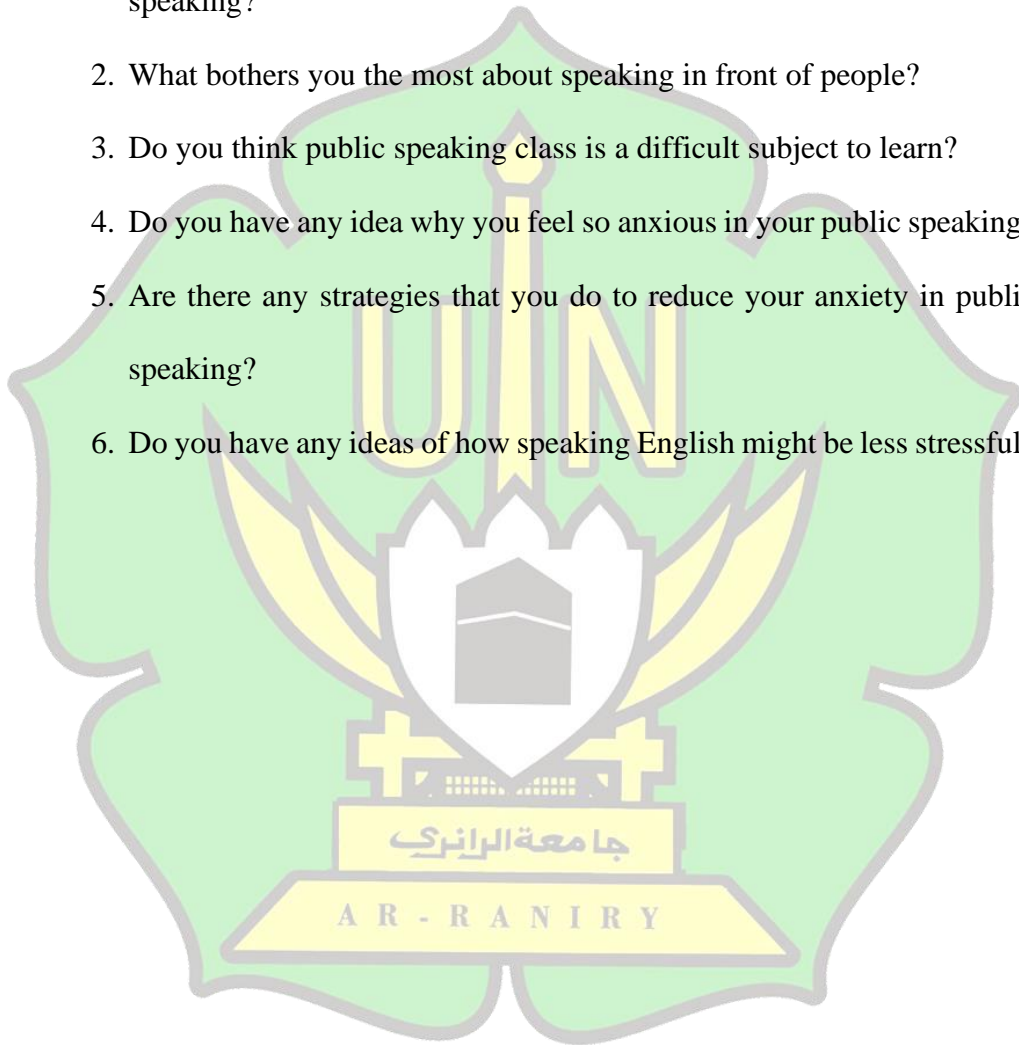 speaking?
2. What bothers you the most about speaking in front of people?
3. Do you think public speaking class is a difficult subject to learn?
4. Do you have any idea why you feel so anxious in your public speaking
5. Are there any strategies that you do to reduce your anxiety in publi
speaking?
6. Do you have any ideas of how speaking English might be less stressful
UIN
جامعةالرانري
AR-RANIRY